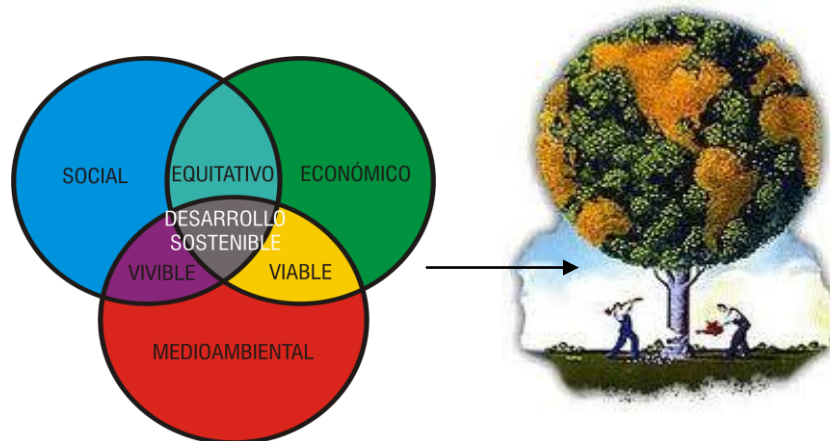 SOCIAL
EQUITATIVO
ECONÓMICO
DESARROLLO
SOSTENIBLE
VIVIBLE
VIABLE
MEDIOAMBIENTAL